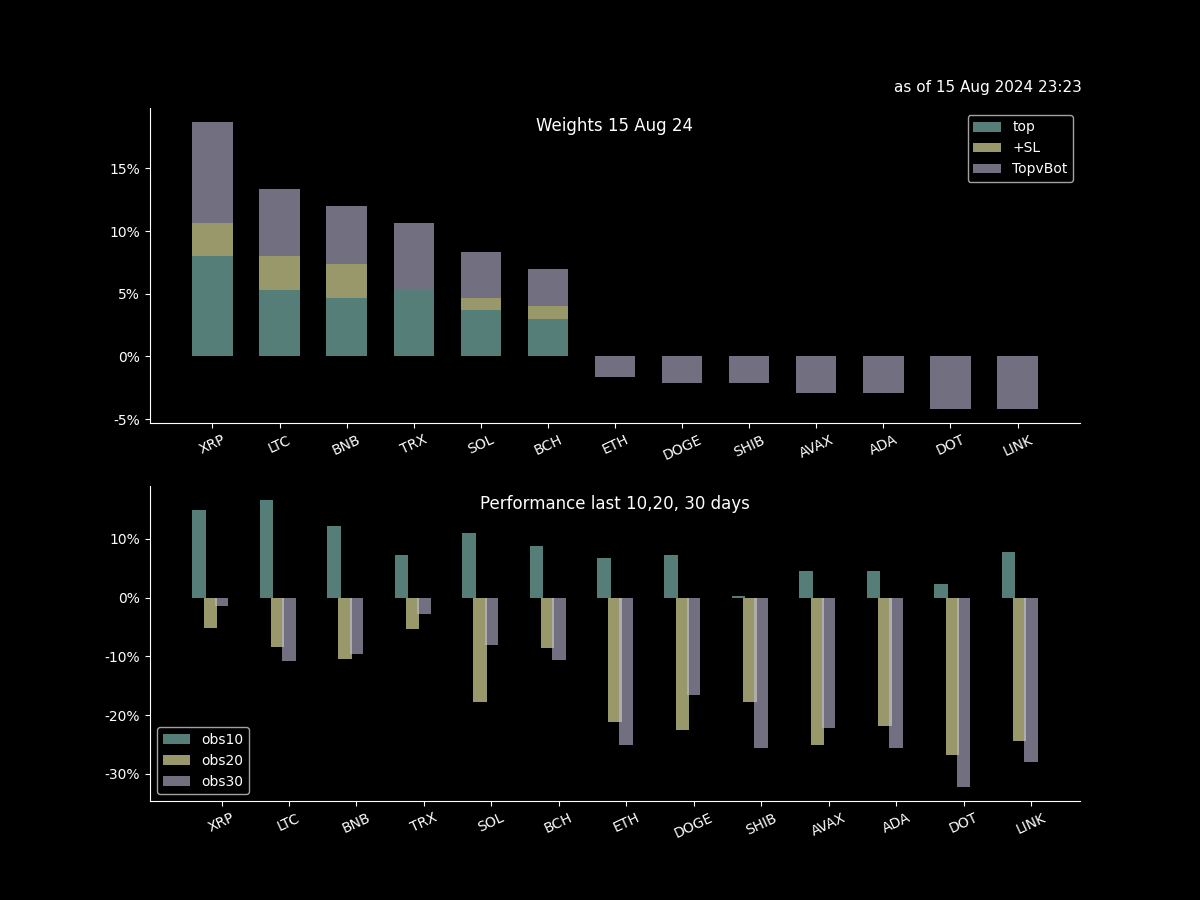 as of 15 Aug 2024 23:23
Weights 15 Aug 24
top
+SL
TopvBot
15%
10%
5%
0%
-5%
XRP LTC BNB TRX SOL BCH ETH DOGE SHIB AVAX ADA DOT LINK
Performance last 10,20, 30 days
10%
0%
-10%
-20%
-30%
obs10
obs20
obs30
XRP LTC BNB TRX SOL BCH ETH DOGE SHIB AVAX ADA DOT LINK